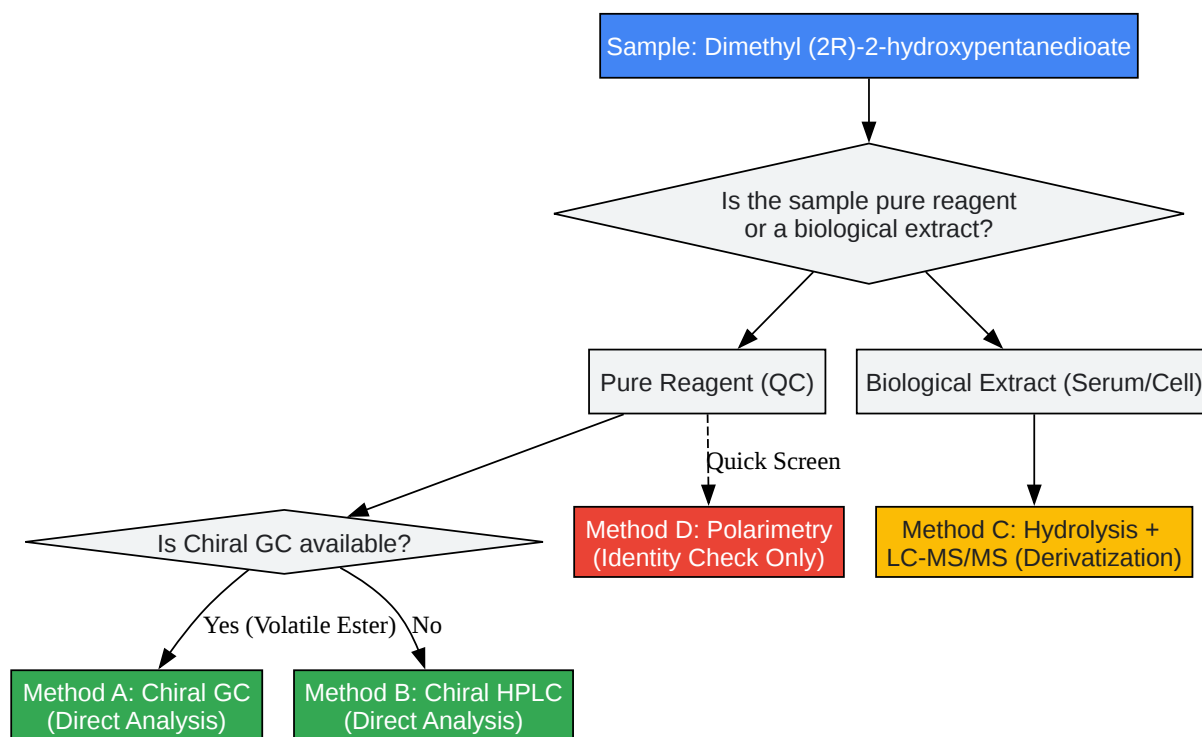 Sample: Dimethyl (2R)-2-hydroxypentanedioate
Is the sample pure reagent
or a biological extract?
Pure Reagent (QC)
Biological Extract (Serum/Cell)
Quick Screen
Is Chiral GC available?
Method D: Polarimetry
(Identity Check Only)
Method C: Hydrolysis +
LC-MS/MS (Derivatization)
Yes (Volatile Ester)
No
Method A: Chiral GC
(Direct Analysis)
Method B: Chiral HPLC
(Direct Analysis)